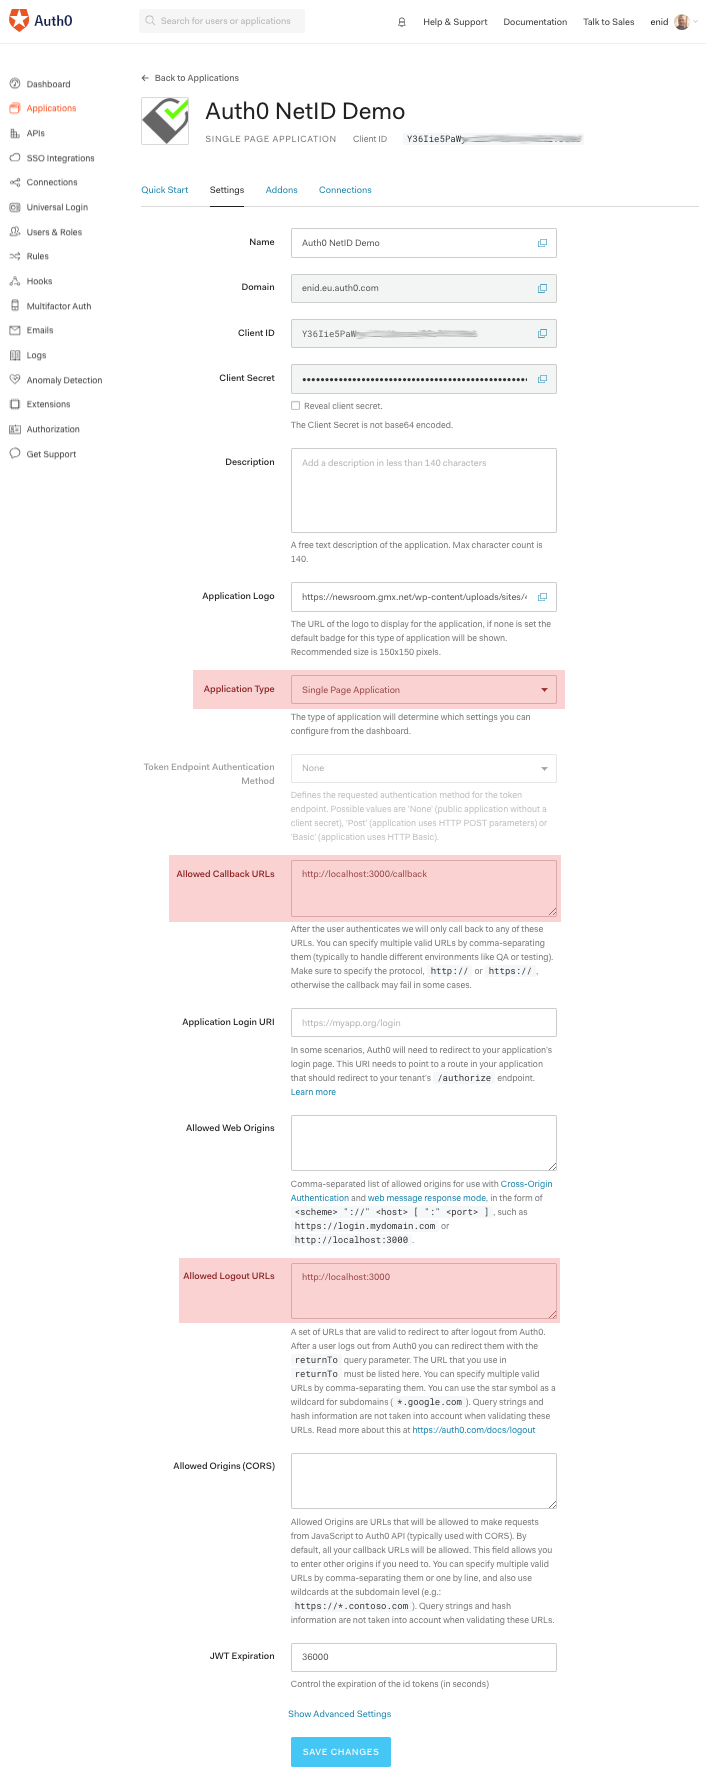 Auth0
Search for users or applications
Help & Support
Documentation
Talk to Sales
enid
Dashboard
Applications
APIs
SSO Integrations
Connections
Universal Login
Users & Roles
Rules
Hooks
Multifactor Auth
Emails
Logs
Anomaly Detection
Extensions
Authorization
Get Support
← Back to Applications
Auth0 NetID Demo
SINGLE PAGE APPLICATION
Client ID
Y36Iie5PaW
Quick Start
Settings
Addons
Connections
Name
Auth0 NetID Demo
Domain
enid.eu.auth0.com
Client ID
Y36Iie5PaW
Client Secret
Reveal client secret.
The Client Secret is not base64 encoded.
Description
Add a description in less than 140 characters
A free text description of the application. Max character count is
140.
Application Logo
https://newsroom.gmx.net/wp-content/uploads/sites/4
The URL of the logo to display for the application, if none is set the
default badge for this type of application will be shown.
Recommended size is 150x150 pixels.
Application Type
Single Page Application
The type of application will determine which settings you can
configure from the dashboard.
Token Endpoint Authentication
Method
None
Defines the requested authentication method for the token
endpoint. Possible values are 'None' (public application without a
client secret), 'Post' (application uses HTTP POST parameters) or
'Basic' (application uses HTTP Basic).
Allowed Callback URLs
http://localhost:3000/callback
After the user authenticates we will only call back to any of these
URLs. You can specify multiple valid URLs by comma-separating
them (typically to handle different environments like QA or testing).
Make sure to specify the protocol, http:// or https:// ,
otherwise the callback may fail in some cases.
Application Login URI
https://myapp.org/login
In some scenarios, Auth0 will need to redirect to your application's
login page. This URI needs to point to a route in your application
that should redirect to your tenant's /authorize endpoint.
Learn more
Allowed Web Origins
Comma-separated list of allowed origins for use with Cross-Origin
Authentication and web message response mode, in the form of
<scheme> "://" <host> [ ":" <port> ] , such as
https://login.mydomain.com or
http://localhost:3000 .
Allowed Logout URLs
http://localhost:3000
A set of URLs that are valid to redirect to after logout from Auth0.
After a user logs out from Auth0 you can redirect them with the
returnTo query parameter. The URL that you use in
returnTo must be listed here. You can specify multiple valid
URLs by comma-separating them. You can use the star symbol as a
wildcard for subdomains ( *.google.com ). Query strings and
hash information are not taken into account when validating these
URLs. Read more about this at https://auth0.com/docs/logout
Allowed Origins (CORS)
Allowed Origins are URLs that will be allowed to make requests
from JavaScript to Auth0 API (typically used with CORS). By
default, all your callback URLs will be allowed. This field allows you
to enter other origins if you need to. You can specify multiple valid
URLs by comma-separating them or one by line, and also use
wildcards at the subdomain level (e.g.:
https://*.contoso.com ). Query strings and hash
information are not taken into account when validating these URLs.
JWT Expiration
36000
Control the expiration of the id tokens (in seconds)
Show Advanced Settings
SAVE CHANGES